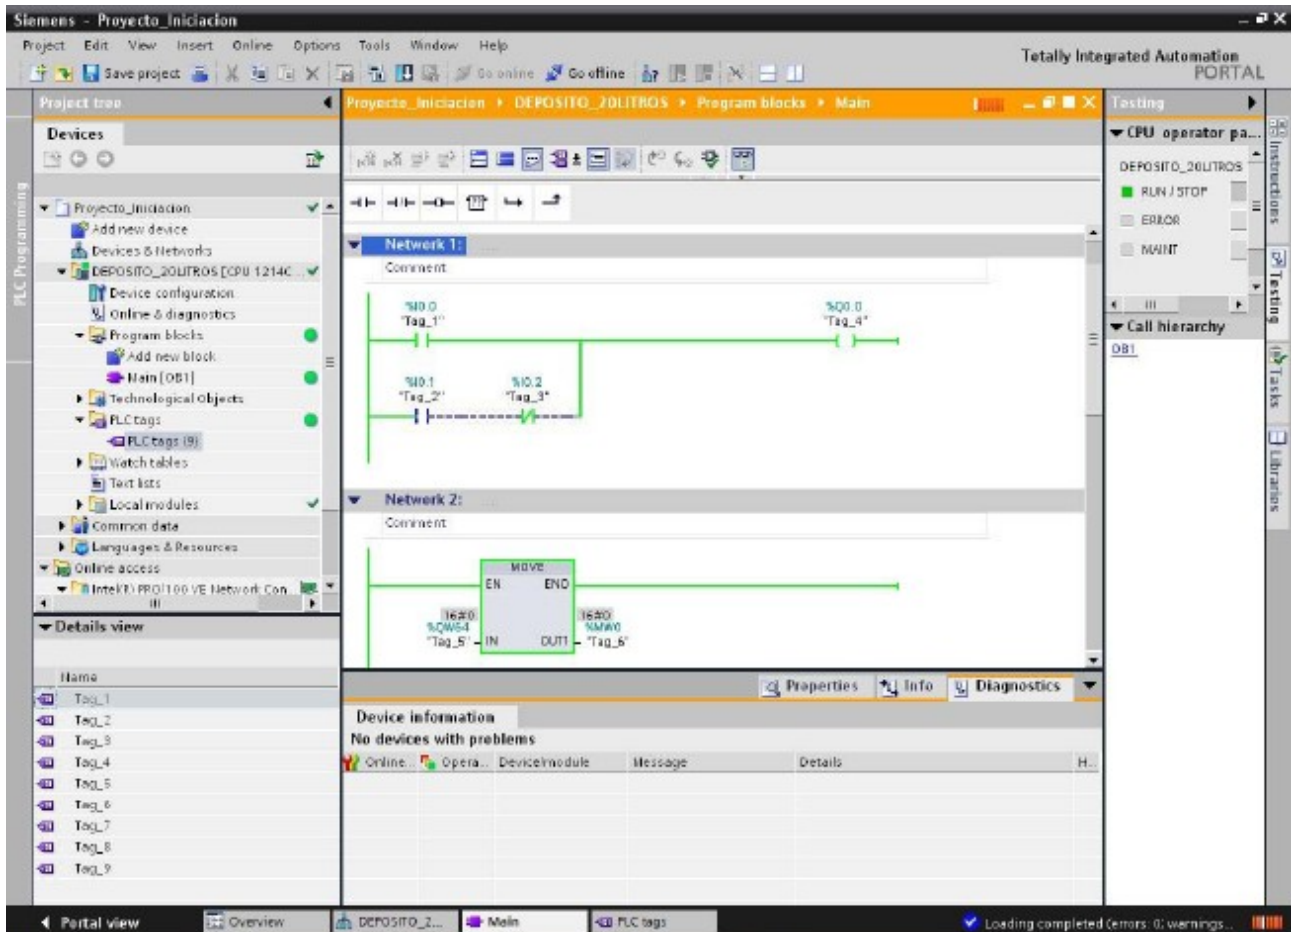 Siemens - Proyecto_Iniciacion
Project Edit View Insert Online Options Tools Window Help
Totally Integrated Automation
PORTAL
Save project Go online Go offline
Project tree
Proyecto_Iniciacion DEPOSITO_20LITROS Program blocks Main
Testing
Devices
CPU operator pa...
DEPOSITO_20LITROS
RUN / STOP
ERROR
MAINT
Call hierarchy
OB1
PLC Programming
Proyecto_Iniciacion
Add new device
Devices & Networks
DEPOSITO_20LITROS [CPU 1214C ...
Device configuration
Online & diagnostics
Program blocks
Add new block
Main [OB1]
Technological Objects
PLC tags
PLC tags (9)
Watch tables
Text lists
Local modules
Common data
Languages & Resources
Online access
Intel(R) PRO/100 VE Network Con...
Network 1: ....
Comment
%I0.0
"Tag_1"
%Q0.0
"Tag_4"
%I0.1
"Tag_2"
%I0.2
"Tag_3"
Network 2: ....
Comment
MOVE
EN ENO
16#0
%QW64
"Tag_5" IN
16#0
%MW0
OUT1 "Tag_6"
Instructions
Testing
Tasks
Libraries
Details view
Name
Tag_1
Tag_2
Tag_3
Tag_4
Tag_5
Tag_6
Tag_7
Tag_8
Tag_9
Properties Info Diagnostics
Device information
No devices with problems
Online... Opera... Device/module Message Details H...
Portal view Overview DEPOSITO_2... Main PLC tags Loading completed (errors: 0; warnings...